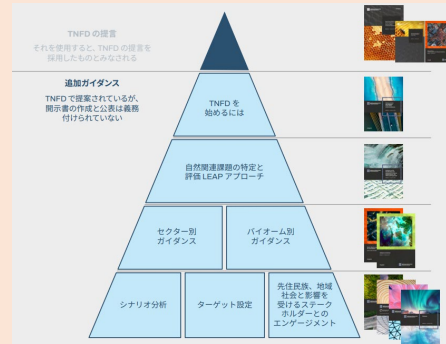 TNFD の提言
それを使用すると、TNFD の提言を
採用したものとみなされる
追加ガイダンス
TNFD で提案されているが、
開示書の作成と公表は義務
付けられていない
TNFD を
始めるには
自然関連課題の特定と
評価 LEAP アプローチ
セクター別
ガイダンス
バイオーム別
ガイダンス
シナリオ分析
ターゲット設定
先住民族、地域
社会と影響を
受けるステーク
ホルダーとの
エンゲージメント